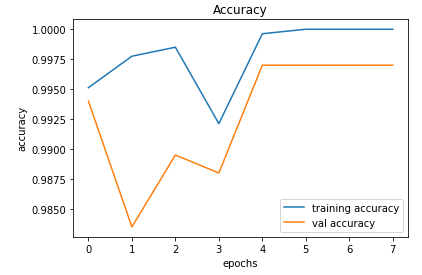 Accuracy
1.0000
0.9975
0.9950
0.9925
0.9900
0.9875
0.9850
accuracy
0 1 2 3 4 5 6 7
epochs
training accuracy
val accuracy